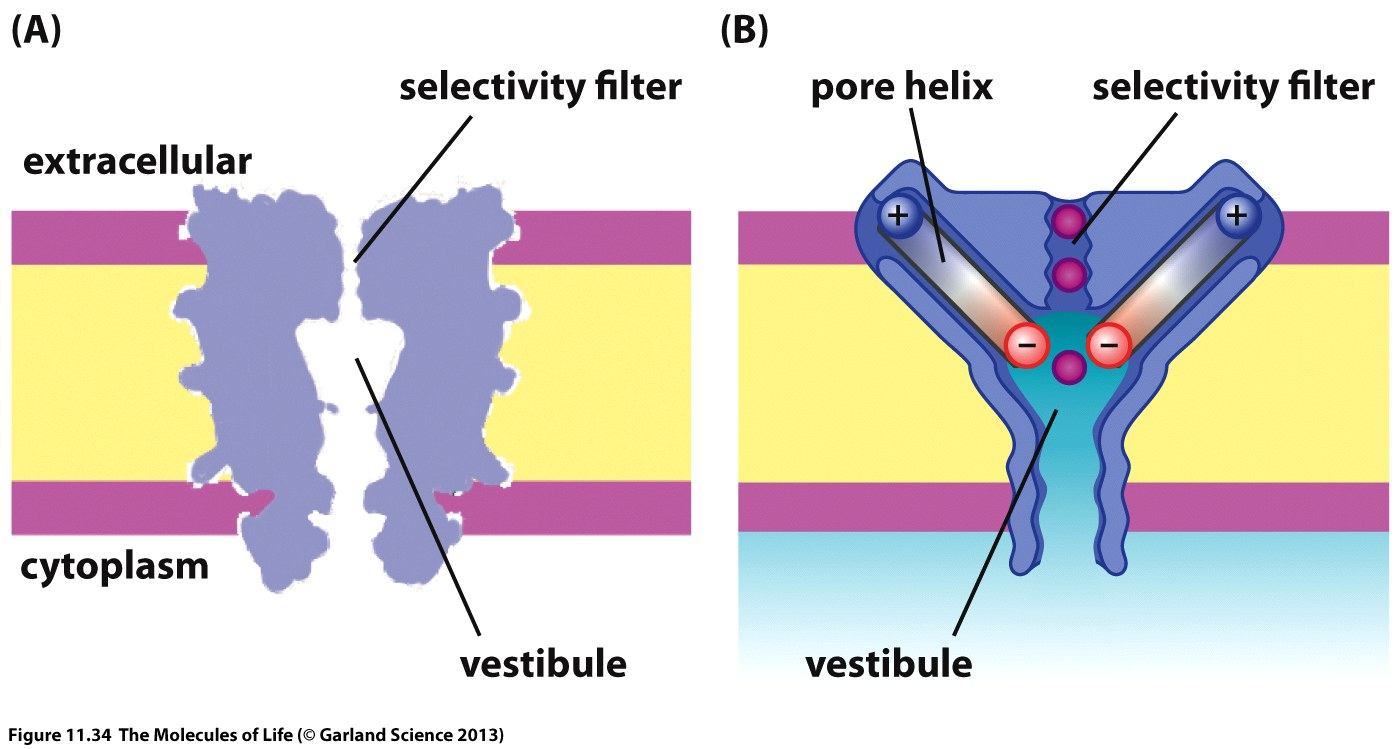 (A)
(B)
selectivity filter
pore helix
selectivity filter
extracellular
+
+
−
−
cytoplasm
vestibule
vestibule
Figure 11.34 The Molecules of Life (© Garland Science 2013)